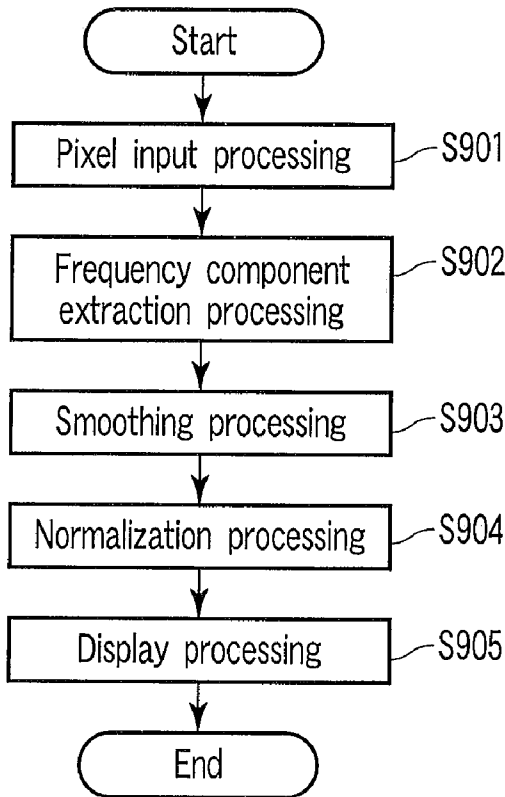 Start
Pixel input processing
S901
Frequency component
extraction processing
S902
Smoothing processing
S903
Normalization processing
S904
Display processing
S905
End